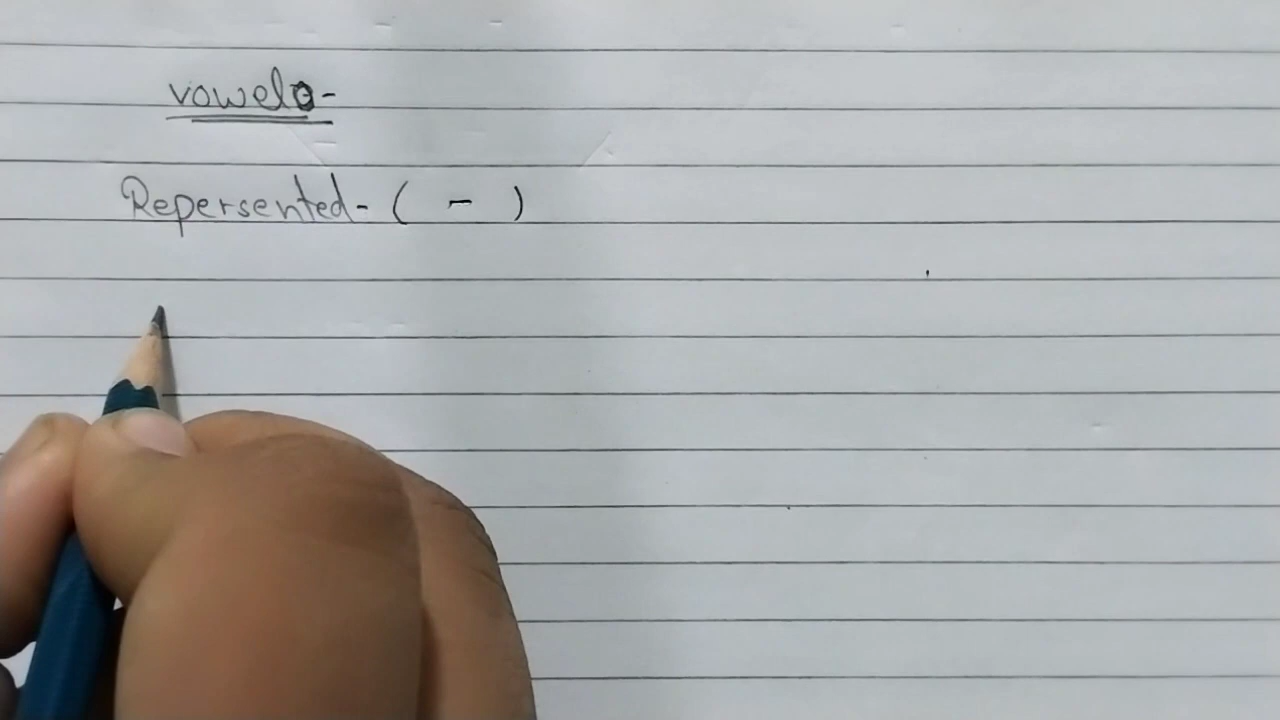 vowels-
Repersented- ( - )